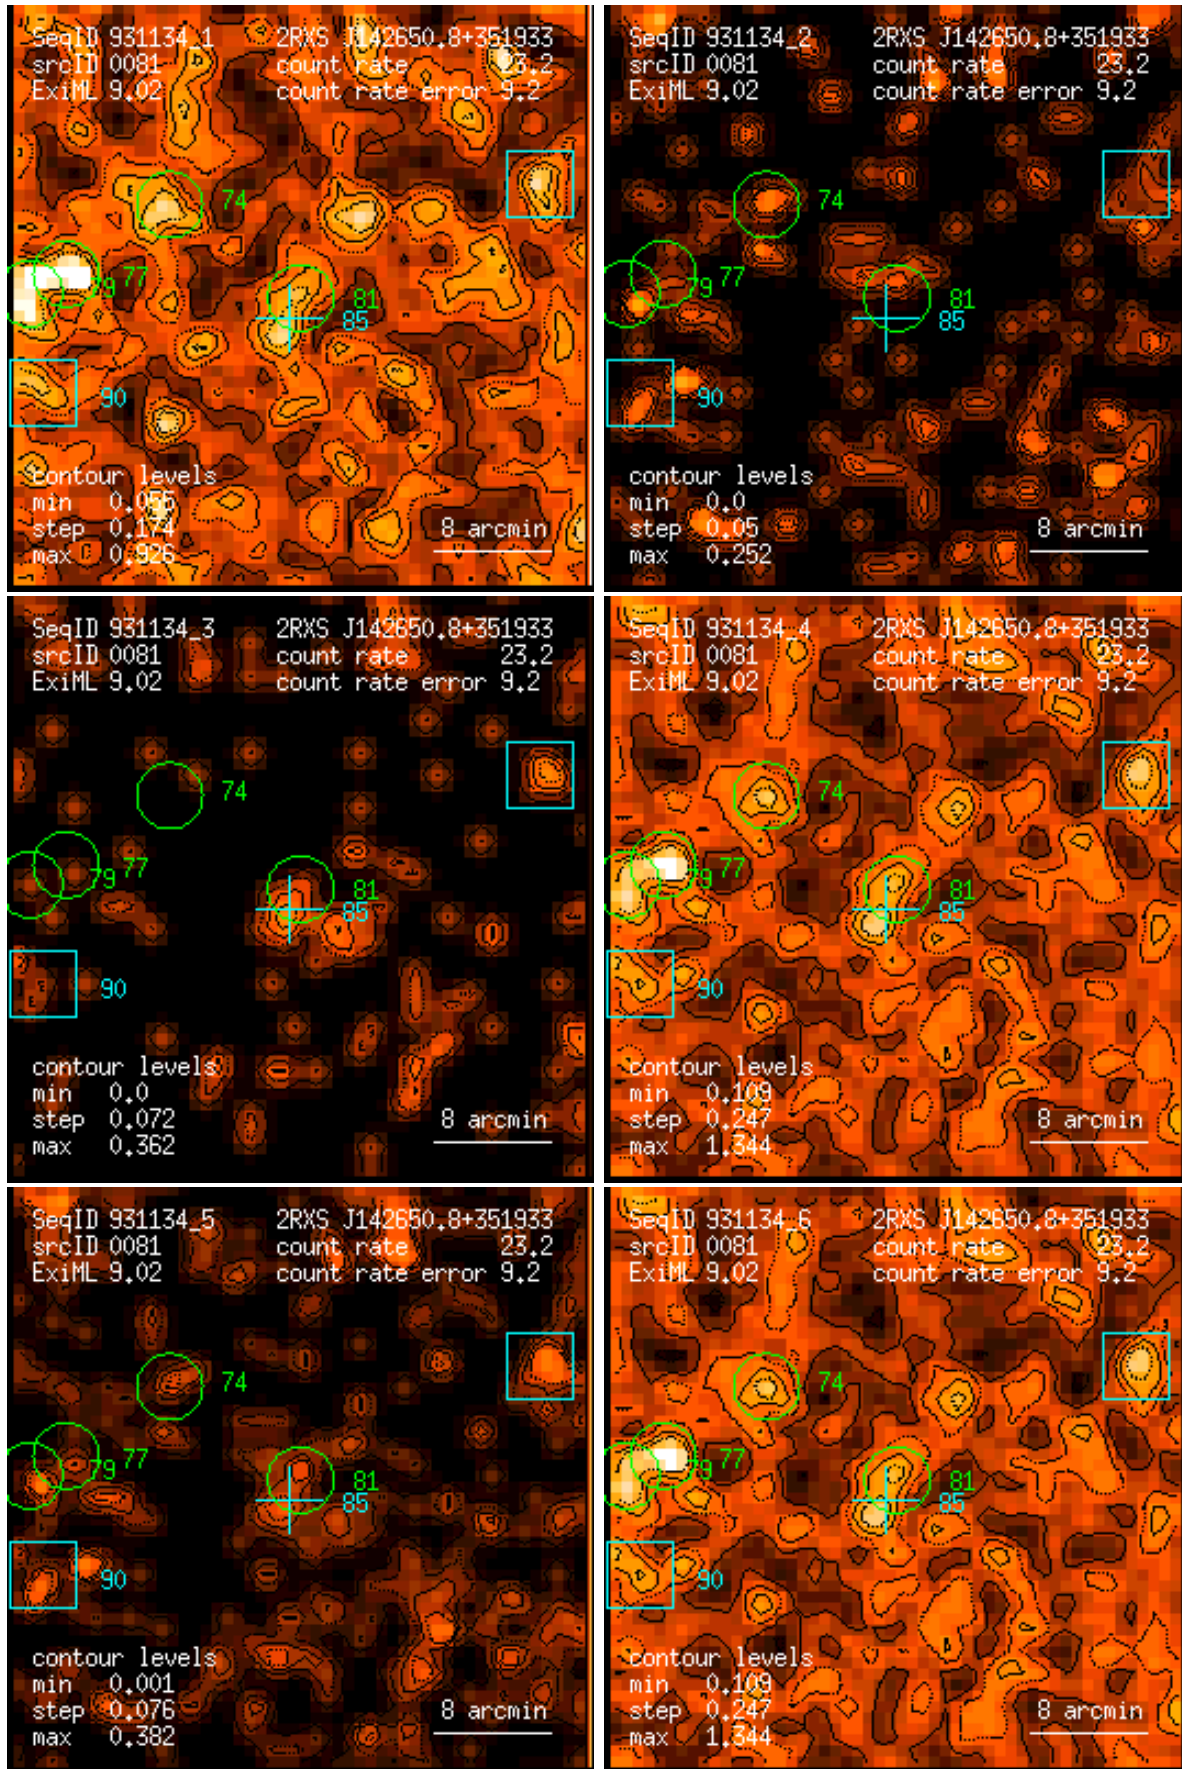 SeqID 931134_1 2RXS J142650.8+351933
srcID 0081 count rate 23.2
ExiML 9.02 count rate error 9.2
74
79 77
81
85
90
contour levels
min 0.055
step 0.174
max 0.926
8 arcmin
SeqID 931134_2 2RXS J142650.8+351933
srcID 0081 count rate 23.2
ExiML 9.02 count rate error 9.2
74
79 77
81
85
90
contour levels
min 0.0
step 0.05
max 0.252
8 arcmin
SeqID 931134_3 2RXS J142650.8+351933
srcID 0081 count rate 23.2
ExiML 9.02 count rate error 9.2
74
79 77
81
85
90
contour levels
min 0.0
step 0.072
max 0.362
8 arcmin
SeqID 931134_4 2RXS J142650.8+351933
srcID 0081 count rate 23.2
ExiML 9.02 count rate error 9.2
74
79 77
81
85
90
contour levels
min 0.109
step 0.247
max 1.344
8 arcmin
SeqID 931134_5 2RXS J142650.8+351933
srcID 0081 count rate 23.2
ExiML 9.02 count rate error 9.2
74
79 77
81
85
90
contour levels
min 0.001
step 0.076
max 0.382
8 arcmin
SeqID 931134_6 2RXS J142650.8+351933
srcID 0081 count rate 23.2
ExiML 9.02 count rate error 9.2
74
79 77
81
85
90
contour levels
min 0.109
step 0.247
max 1.344
8 arcmin